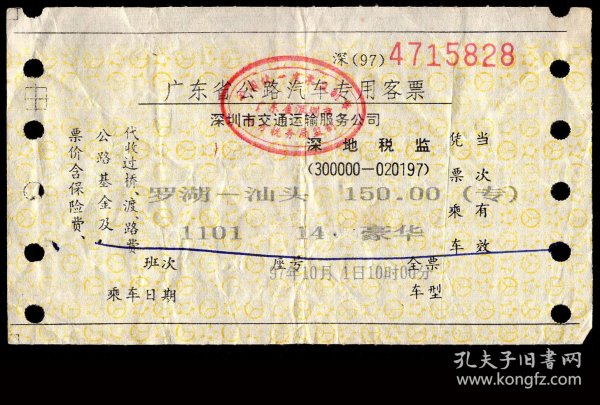 深(97) 4715828
广东省公路汽车专用客票
深圳市交通运输服务公司
深地税监
(300000—020197)
凭票乘车
当次有效
罗湖—汕头 150.00 (专)
1101 14. 豪华
班次 座号 全票
97年10月 1日10时00分
乘车日期 车型
代收过桥、渡、路费
公路基金及
票价含保险费、
孔夫子旧书网
www.kongfz.com